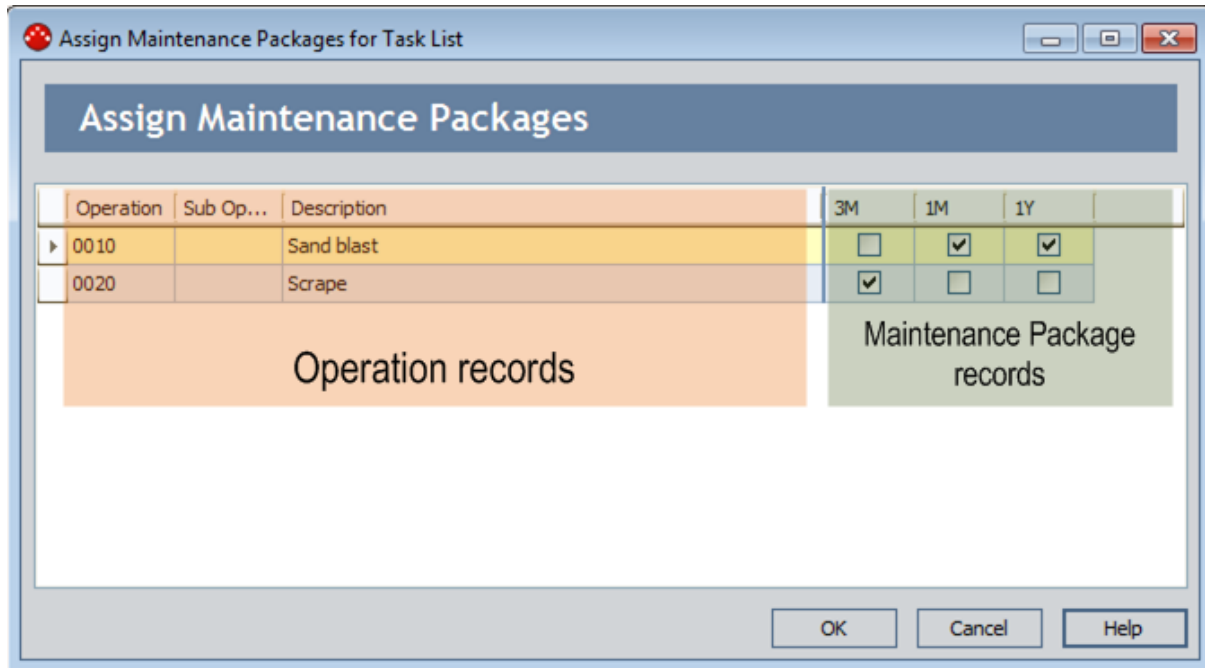 Assign Maintenance Packages for Task List
Assign Maintenance Packages
Operation Sub Op... Description 3M 1M 1Y
0010 Sand blast
0020 Scrape
Operation records
Maintenance Package
records
OK Cancel Help